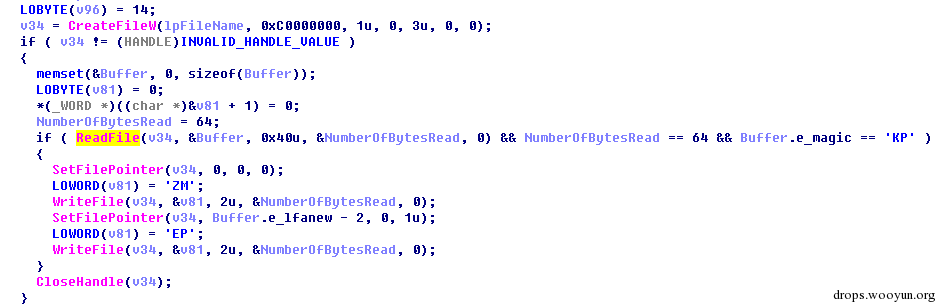 LOBYTE(v96) = 14;
v34 = CreateFileW(lpFileName, 0xC0000000, 1u, 0, 3u, 0, 0);
if ( v34 != (HANDLE)INVALID_HANDLE_VALUE )
{
memset(&Buffer, 0, sizeof(Buffer));
LOBYTE(v81) = 0;
*(_WORD *)((char *)&v81 + 1) = 0;
NumberOfBytesRead = 64;
if ( ReadFile(v34, &Buffer, 0x40u, &NumberOfBytesRead, 0) && NumberOfBytesRead == 64 && Buffer.e_magic == 'KP' )
{
SetFilePointer(v34, 0, 0, 0);
LOWORD(v81) = 'ZM';
WriteFile(v34, &v81, 2u, &NumberOfBytesRead, 0);
SetFilePointer(v34, Buffer.e_lfanew - 2, 0, 1u);
LOWORD(v81) = 'EP';
WriteFile(v34, &v81, 2u, &NumberOfBytesRead, 0);
}
CloseHandle(v34);
}
drops.wooyun.org